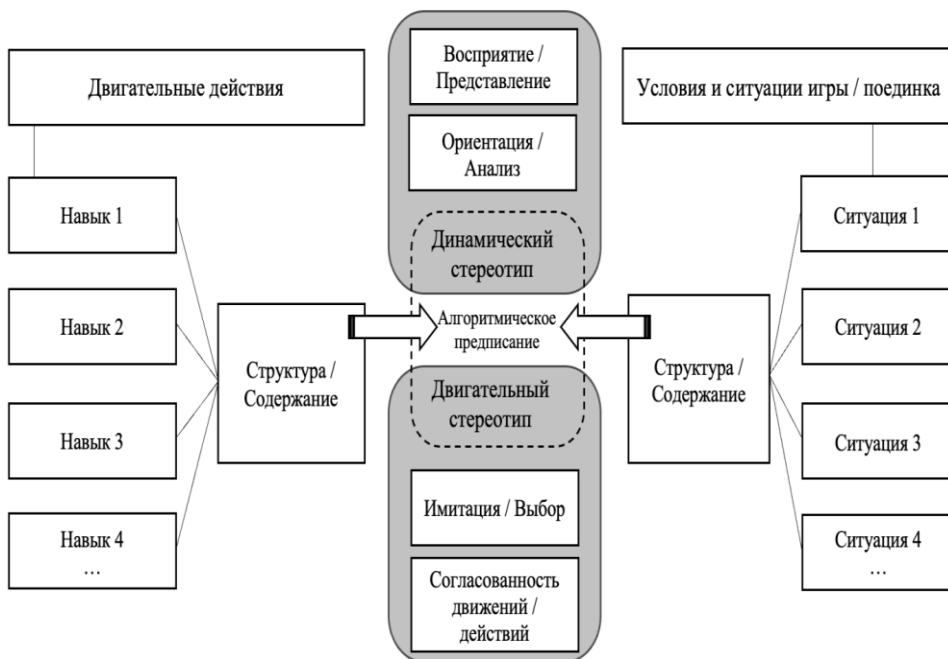 Двигательные действия
Навык 1
Навык 2
Навык 3
Навык 4
…
Структура /
Содержание
Восприятие /
Представление
Ориентация /
Анализ
Динамический
стереотип
Алгоритмическое
предписание
Двигательный
стереотип
Имитация / Выбор
Согласованность
движений /
действий
Условия и ситуации игры / поединка
Структура /
Содержание
Ситуация 1
Ситуация 2
Ситуация 3
Ситуация 4
…